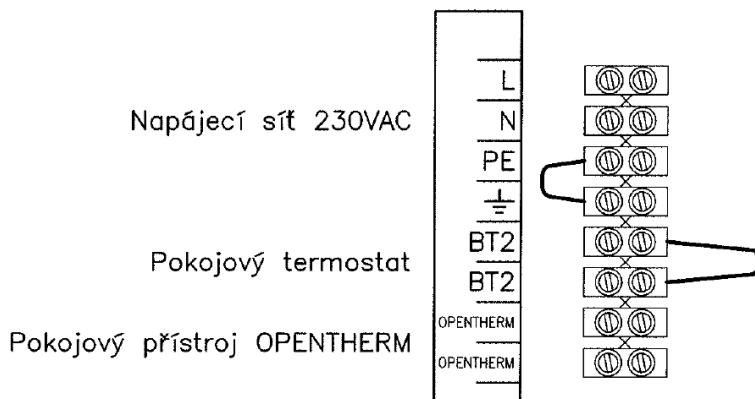 L
Napájecí síť 230VAC
N
PE
BT2
Pokojový termostat
BT2
OPENTHERM
Pokojový přístroj OPENTHERM
OPENTHERM